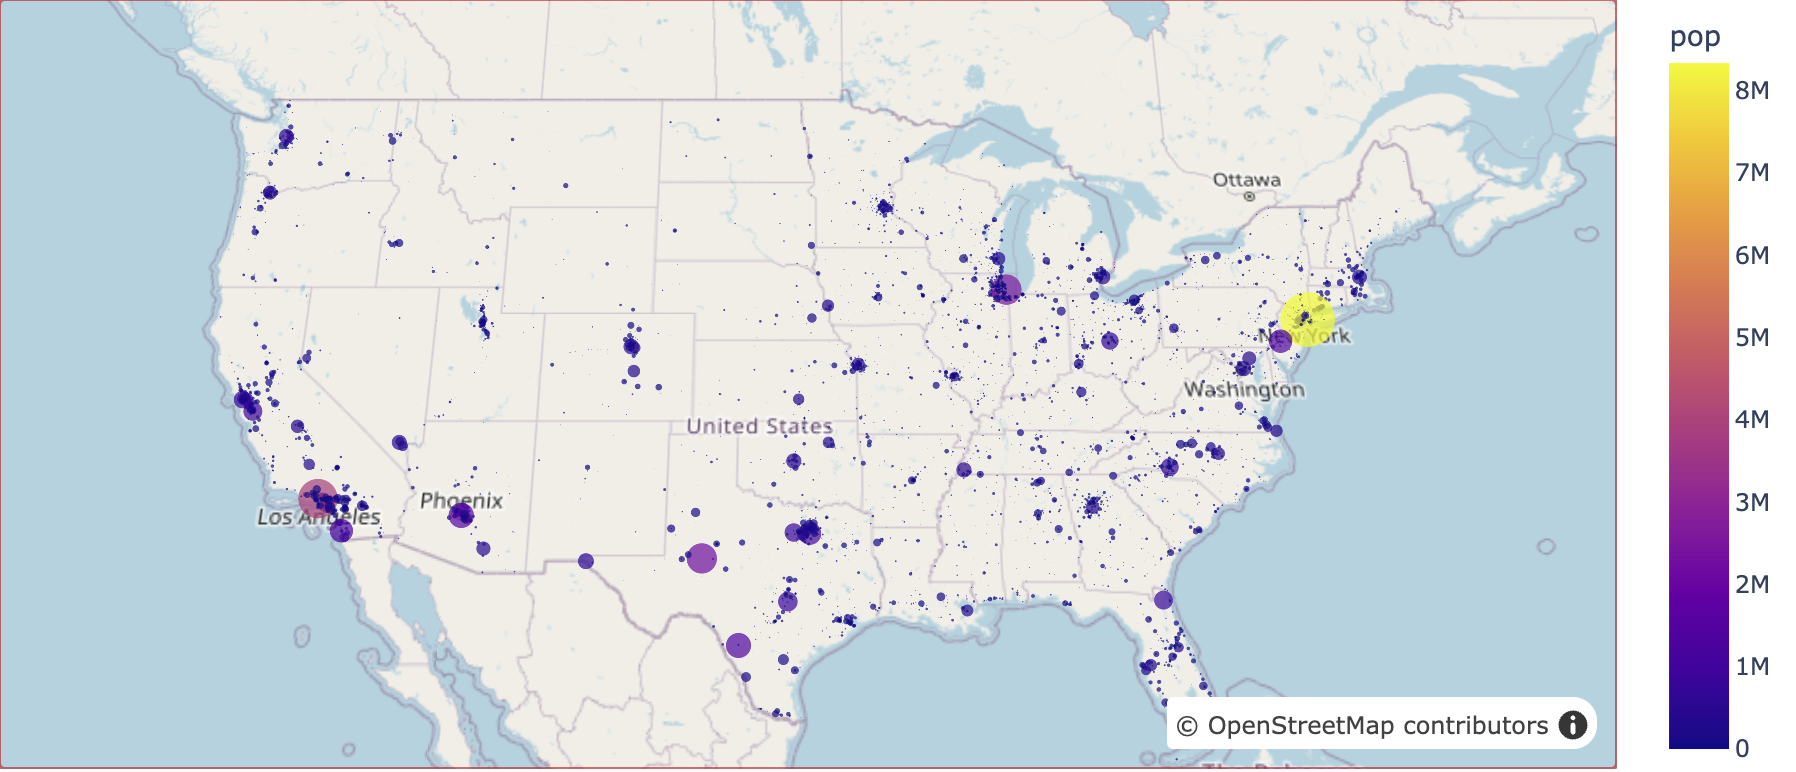 pop
8M
7M
6M
5M
4M
3M
2M
1M
0
Ottawa
New York
Washington
United States
Phoenix
Los Angeles
© OpenStreetMap contributors